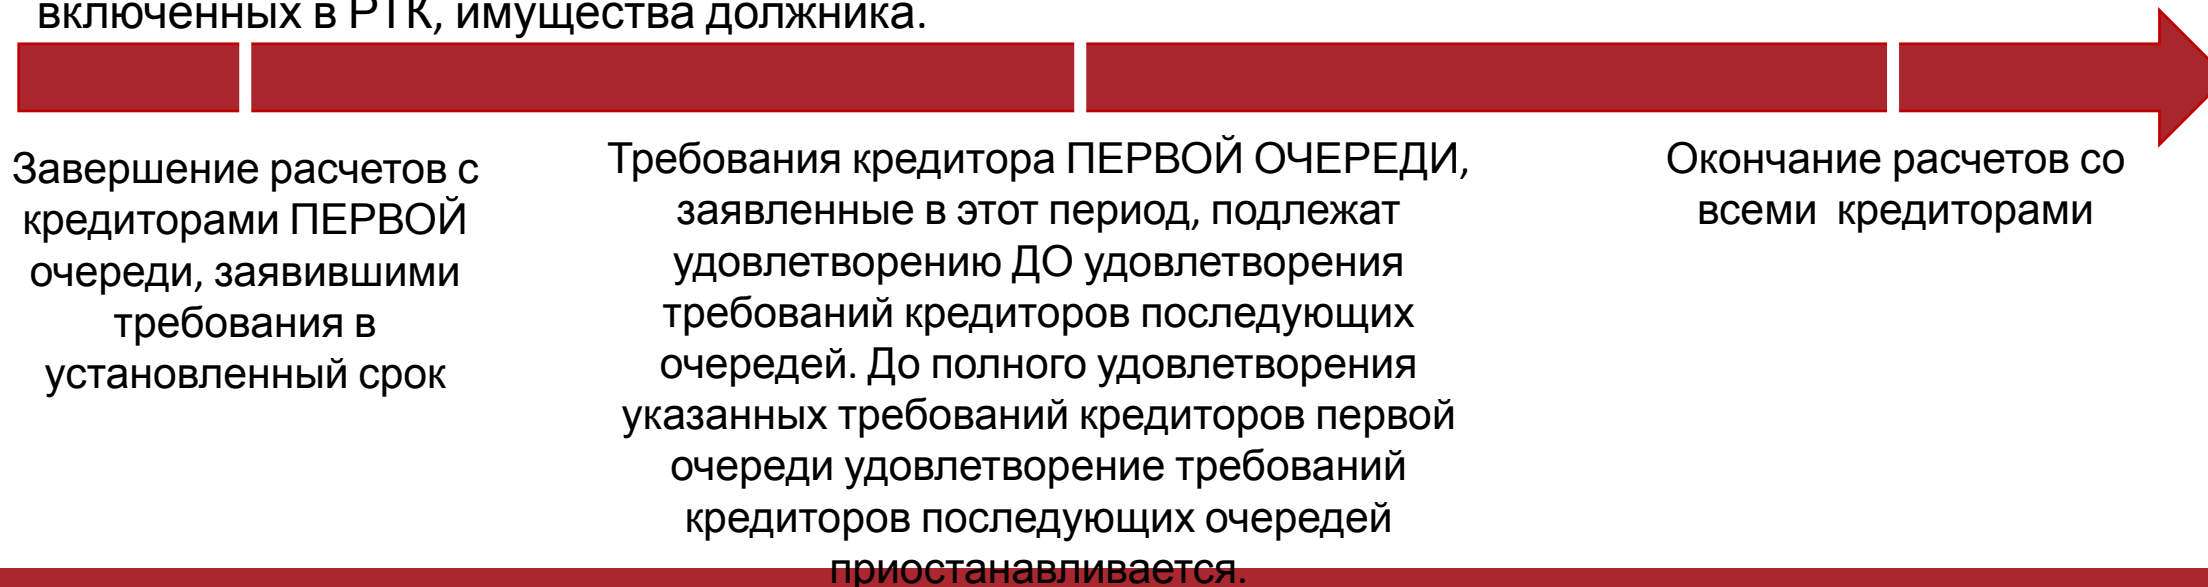 включенных в РТК, имущества должника.
Завершение расчетов с
кредиторами ПЕРВОЙ
очереди, заявившими
требования в
установленный срок
Требования кредитора ПЕРВОЙ ОЧЕРЕДИ,
заявленные в этот период, подлежат
удовлетворению ДО удовлетворения
требований кредиторов последующих
очередей. До полного удовлетворения
указанных требований кредиторов первой
очереди удовлетворение требований
кредиторов последующих очередей
приостанавливается.
Окончание расчетов со
всеми кредиторами